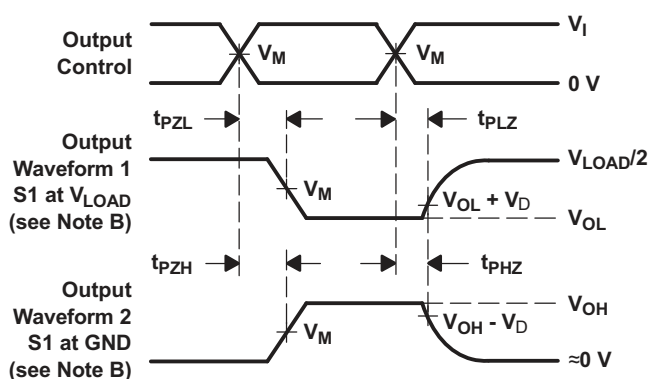 Output
Control
V_I
V_M
V_M
0 V
t_PZL
t_PLZ
Output
Waveform 1
S1 at V_LOAD
(see Note B)
V_LOAD/2
V_M
V_OL + V_D
V_OL
t_PZH
t_PHZ
Output
Waveform 2
S1 at GND
(see Note B)
V_OH
V_OH - V_D
V_M
≈0 V